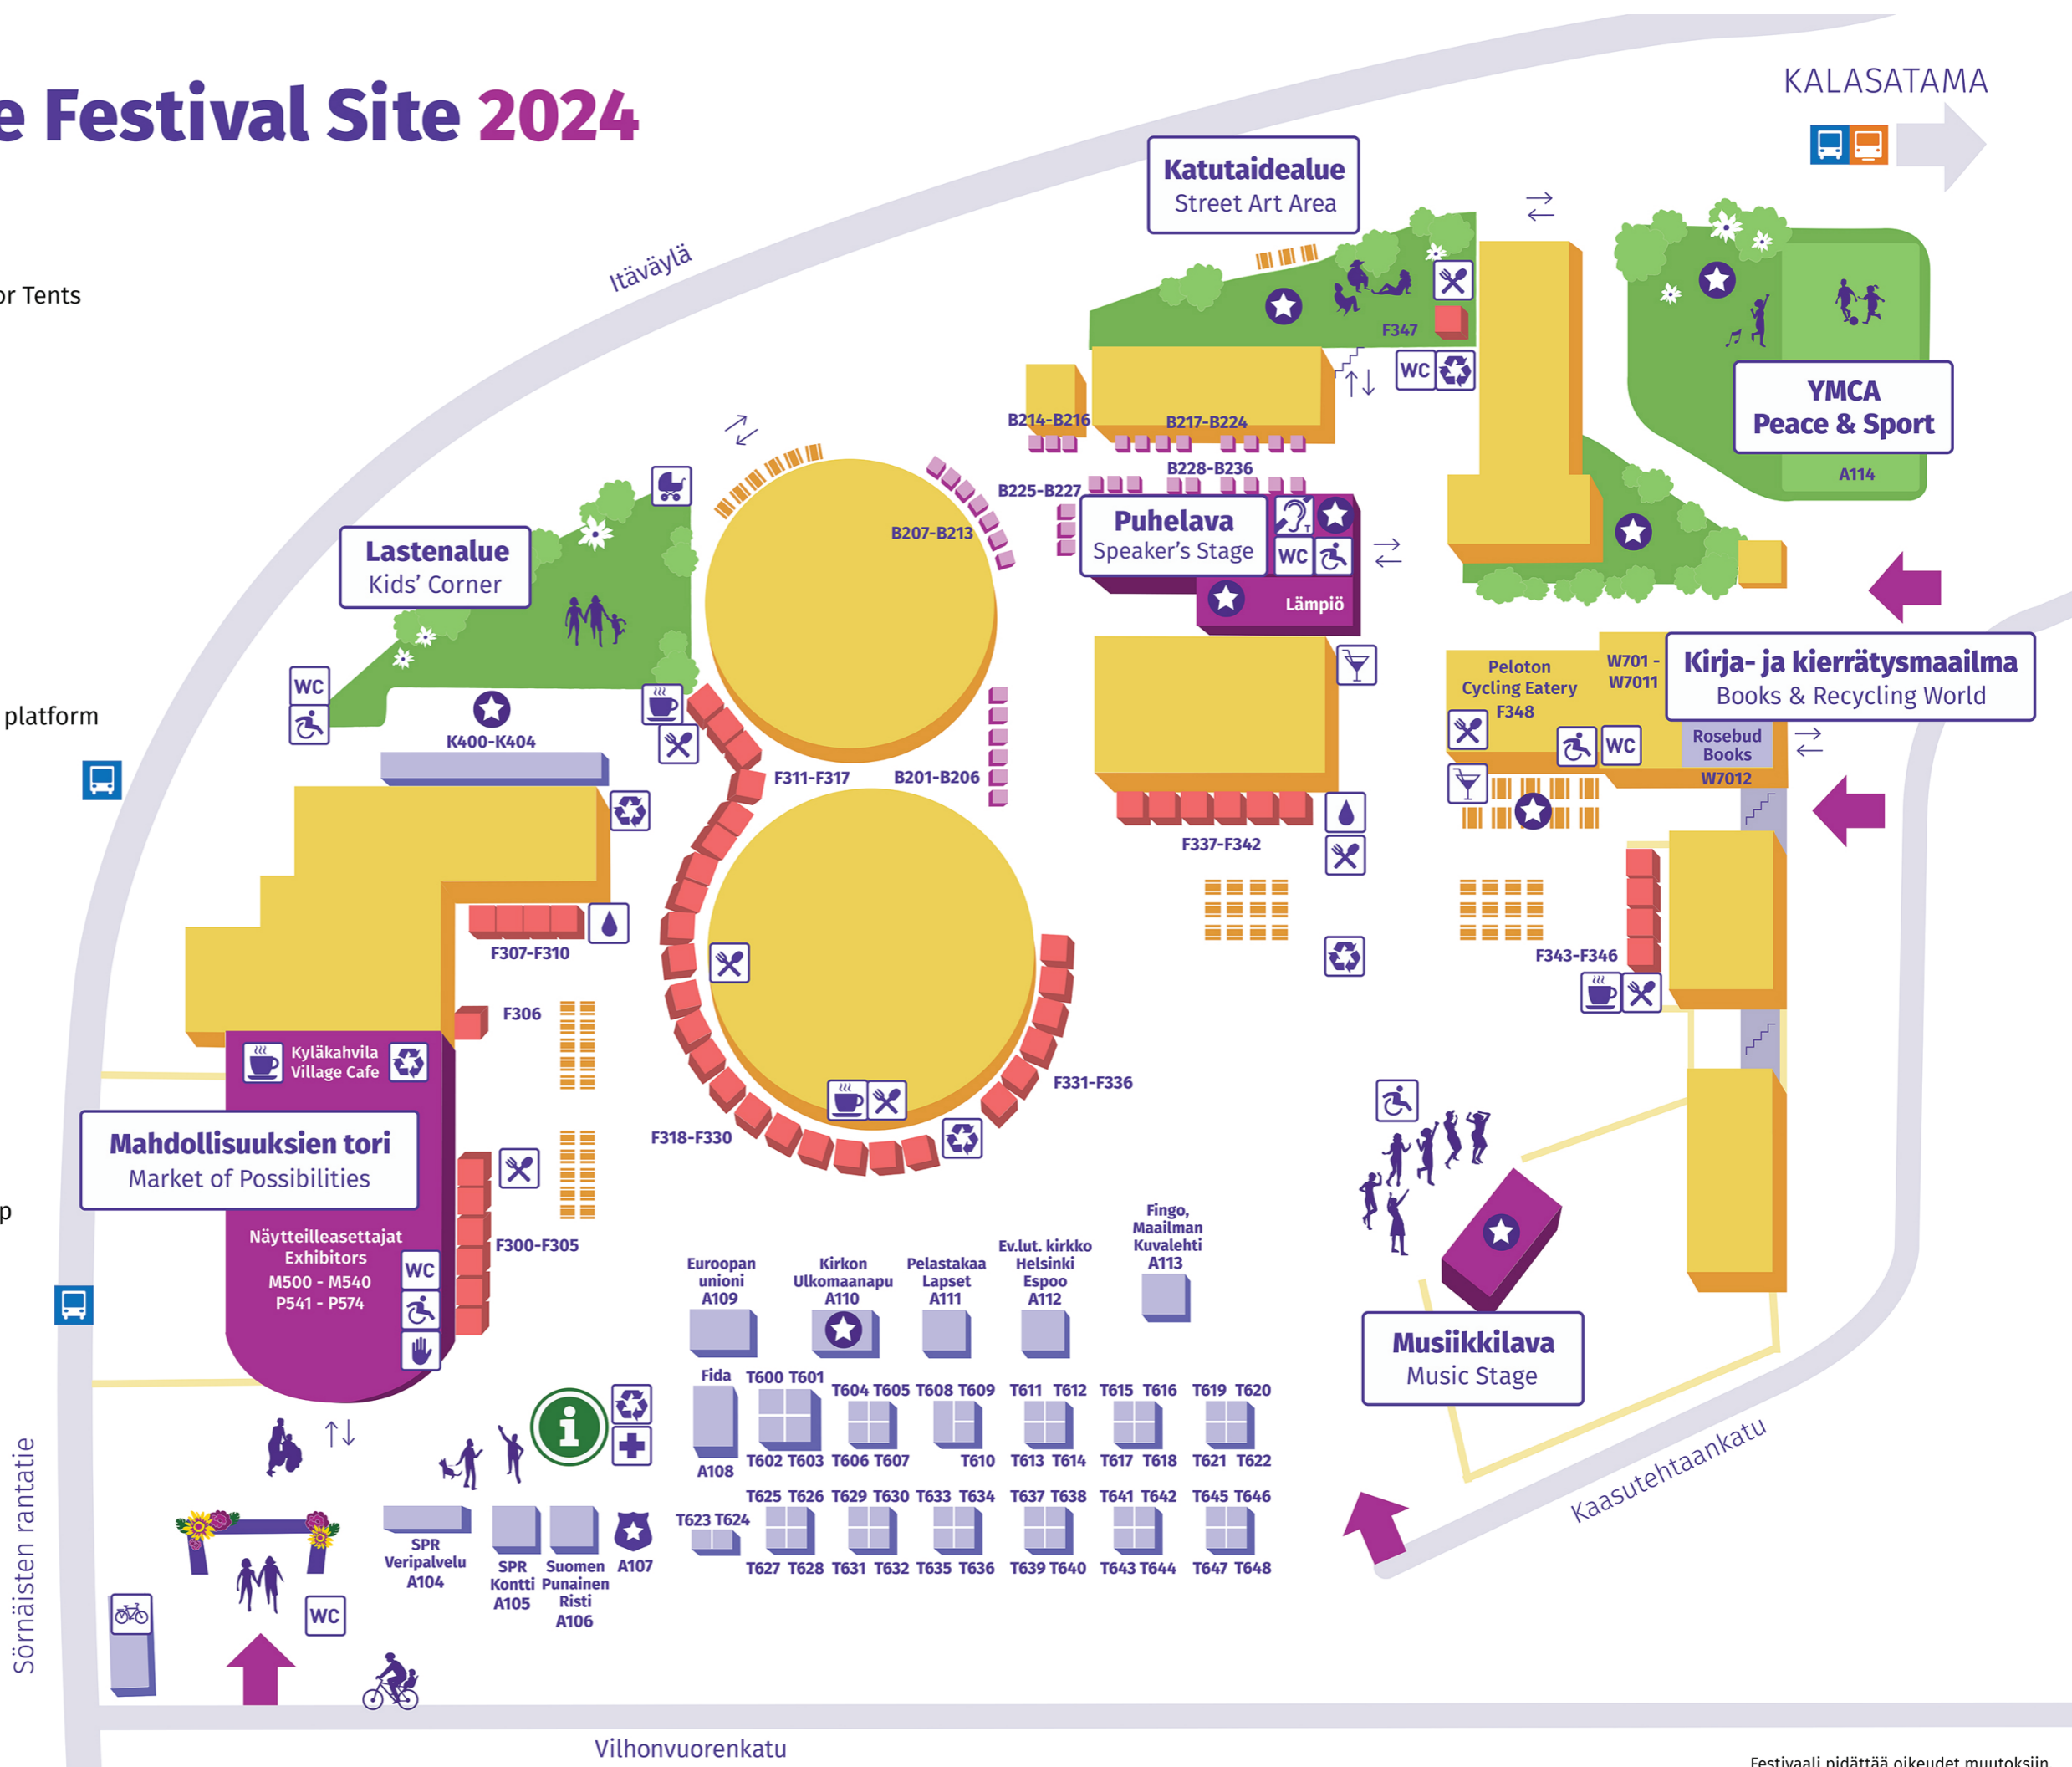 e Festival Site 2024
KALASATAMA
Katutaidealue
Street Art Area
Itäväylä
or Tents
F347
WC
YMCA
Peace & Sport
A114
B214-B216
B217-B224
B228-B236
B225-B227
B207-B213
Puhelava
Speaker's Stage
T
WC
Lämpiö
Lastenalue
Kids' Corner
WC
platform
K400-K404
F311-F317
B201-B206
Peloton
Cycling Eatery
F348
W701 -
W7011
Kirja- ja kierrätysmaailma
Books & Recycling World
WC
Rosebud
Books
W7012
F337-F342
F307-F310
F343-F346
F306
Kyläkahvila
Village Cafe
F331-F336
F318-F330
Mahdollisuuksien tori
Market of Possibilities
p
Näytteilleasettajat
Exhibitors
M500 - M540
P541 - P574
WC
F300-F305
Euroopan
unioni
A109
Kirkon
Ulkomaanapu
A110
Pelastakaa
Lapset
A111
Ev.lut. kirkko
Helsinki
Espoo
A112
Fingo,
Maailman
Kuvalehti
A113
Musiikkilava
Music Stage
Fida
A108
T600 T601
T602 T603
T604 T605
T606 T607
T608 T609
T610
T611 T612
T613 T614
T615 T616
T617 T618
T619 T620
T621 T622
T623 T624
T625 T626
T627 T628
T629 T630
T631 T632
T633 T634
T635 T636
T637 T638
T639 T640
T641 T642
T643 T644
T645 T646
T647 T648
i
SPR
Veripalvelu
A104
SPR
Kontti
A105
Suomen
Punainen
Risti
A106
A107
WC
Kaasutehtaankatu
Sörnäisten rantatie
Vilhonvuorenkatu
Festivaali pidättää oikeudet muutoksiin